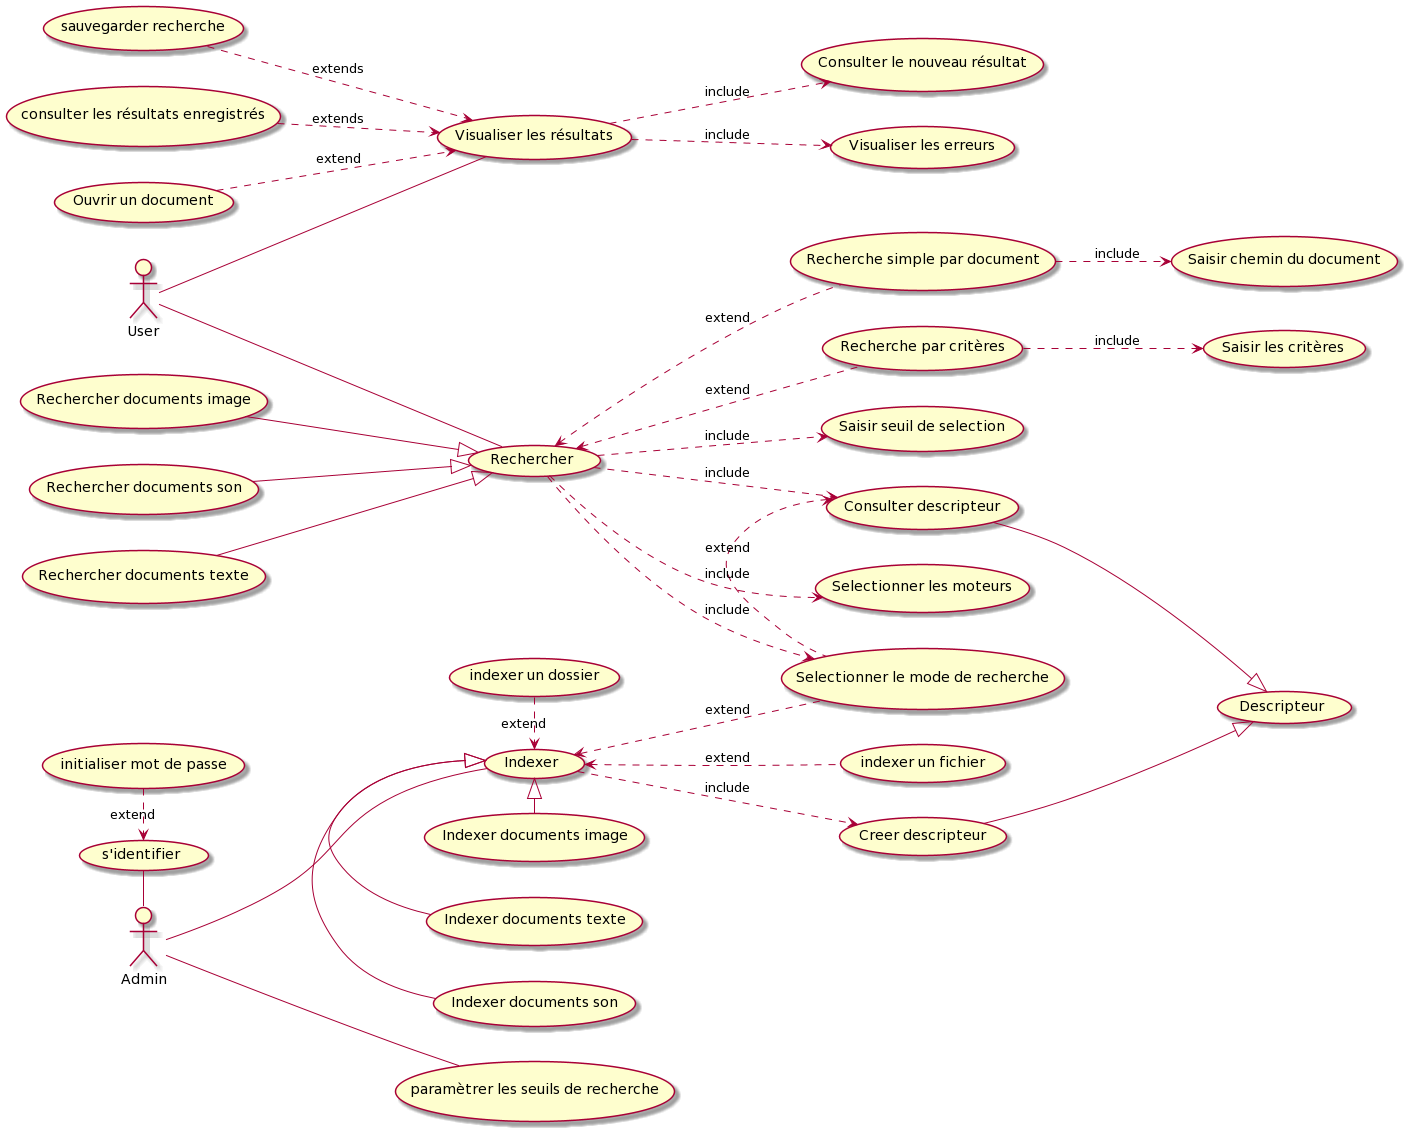 sauvegarder recherche
extends
Consulter le nouveau résultat
include
consulter les résultats enregistrés
extends
Visualiser les résultats
include
Visualiser les erreurs
extend
Ouvrir un document
User
Recherche simple par document
include
Saisir chemin du document
extend
Recherche par critères
include
Saisir les critères
extend
Rechercher documents image
Saisir seuil de selection
include
Rechercher
include
Rechercher documents son
Consulter descripteur
extend
include
Rechercher documents texte
Selectionner les moteurs
include
indexer un dossier
Selectionner le mode de recherche
extend
Descripteur
extend
initialiser mot de passe
Indexer
extend
indexer un fichier
include
extend
Indexer documents image
Creer descripteur
s'identifier
Indexer documents texte
Admin
Indexer documents son
paramètrer les seuils de recherche